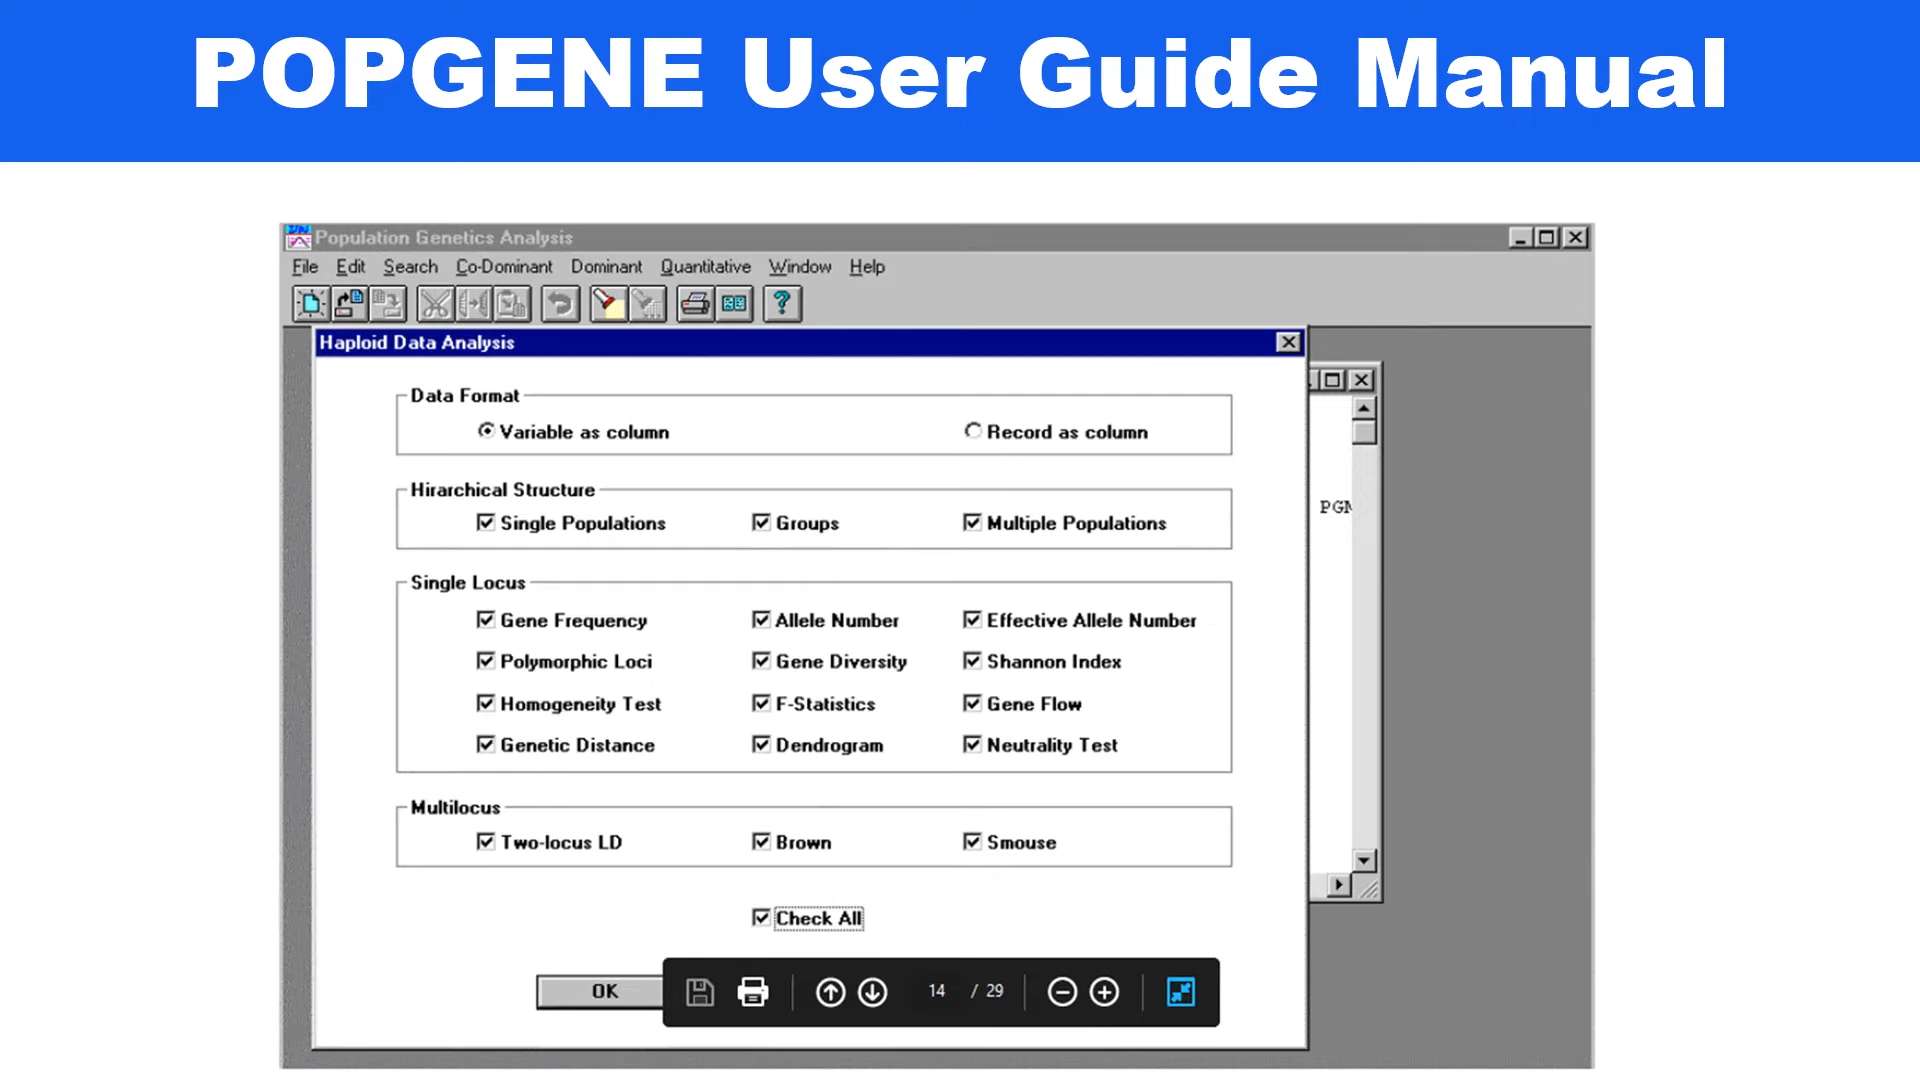 POPGENE User Guide Manual
Population Genetics Analysis
File Edit Search Co-Dominant Dominant Quantitative Window Help
Haploid Data Analysis
Data Format
Variable as column Record as column
Hirarchical Structure
Single Populations Groups Multiple Populations
PGM
Single Locus
Gene Frequency Allele Number Effective Allele Number
Polymorphic Loci Gene Diversity Shannon Index
Homogeneity Test F-Statistics Gene Flow
Genetic Distance Dendrogram Neutrality Test
Multilocus
Two-locus LD Brown Smouse
Check All
OK
14 / 29